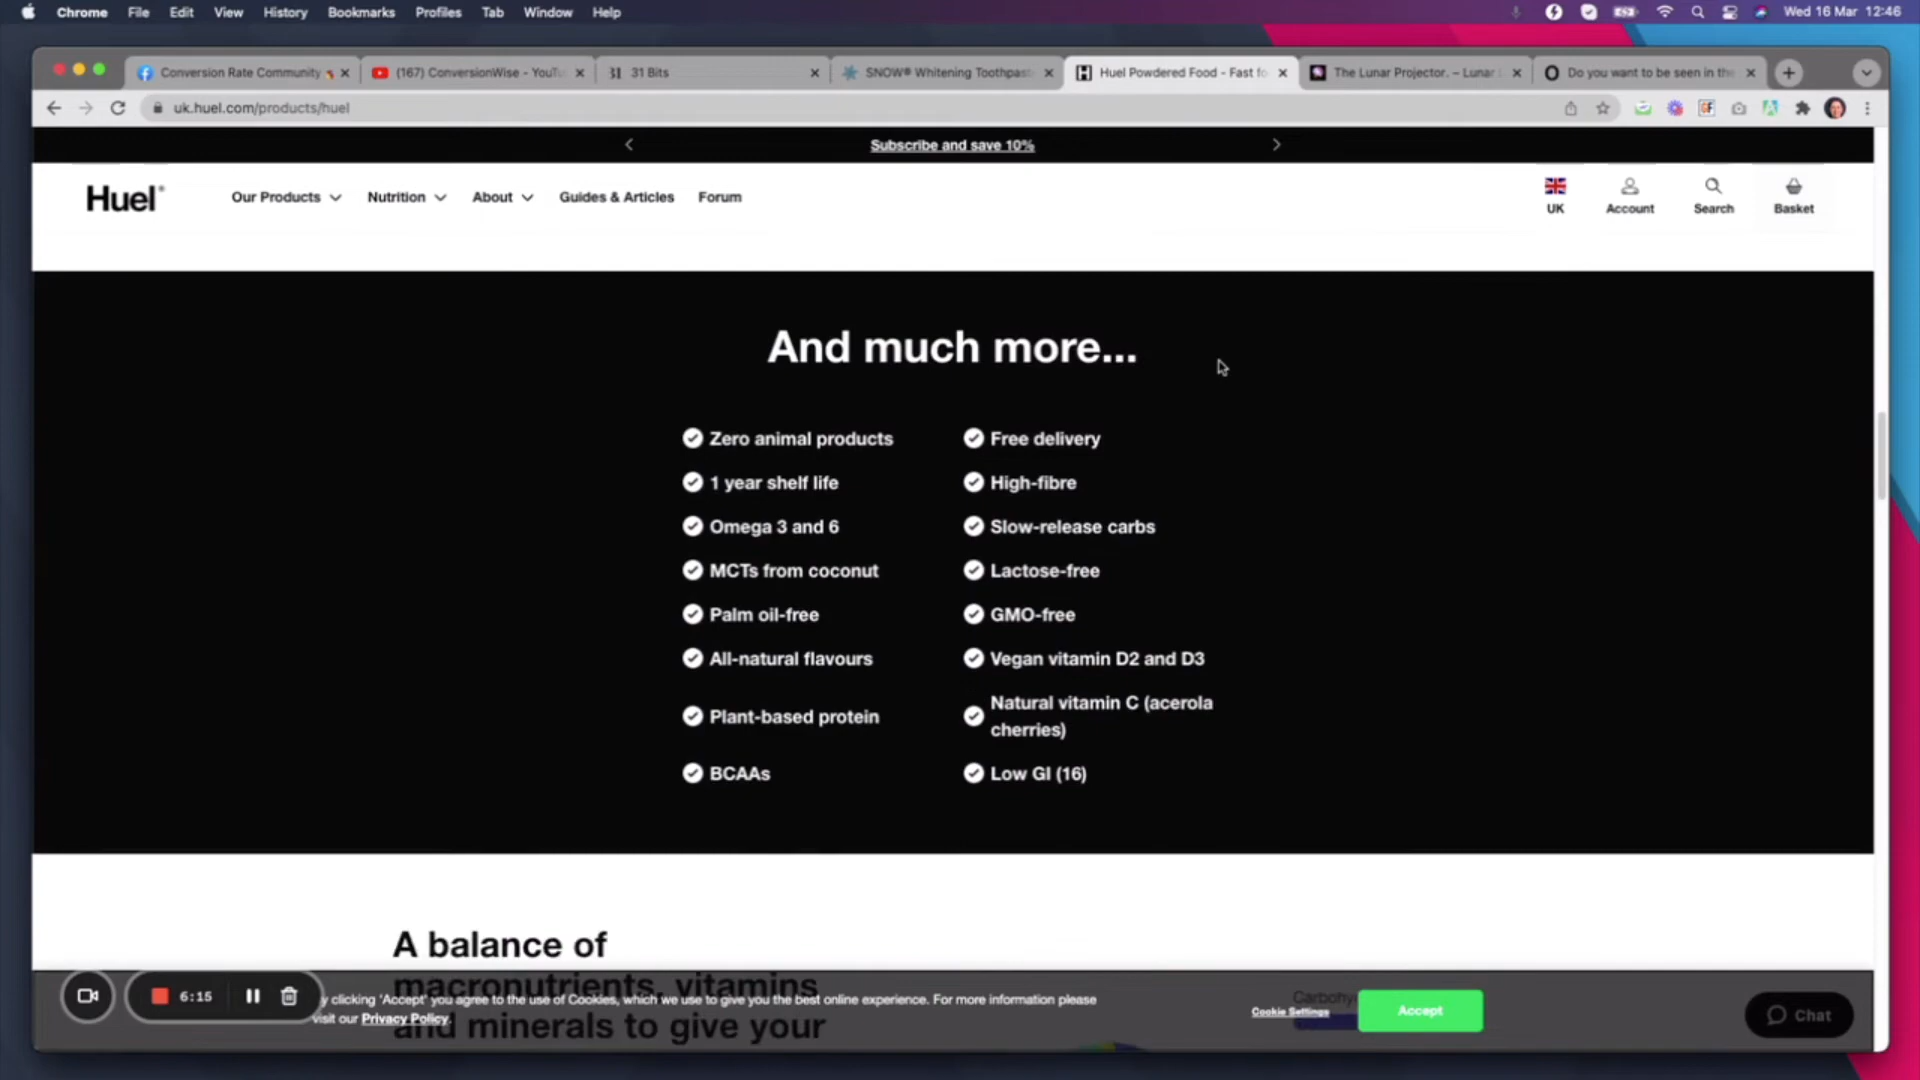 Chrome File Edit View History Bookmarks Profiles Tab Window Help Wed 16 Mar 12:46
Conversion Rate Community (167) ConversionWise - YouTu 31 Bits SNOW® Whitening Toothpast Huel Powdered Food - Fast fo The Lunar Projector. – Lunar Do you want to be seen in the
uk.huel.com/products/huel
Subscribe and save 10%
Huel® Our Products Nutrition About Guides & Articles Forum UK Account Search Basket
And much more...
Zero animal products Free delivery
1 year shelf life High-fibre
Omega 3 and 6 Slow-release carbs
MCTs from coconut Lactose-free
Palm oil-free GMO-free
All-natural flavours Vegan vitamin D2 and D3
Plant-based protein Natural vitamin C (acerola
cherries)
BCAAs Low GI (16)
A balance of
macronutrients, vitamins
and minerals to give your
6:15
y clicking 'Accept' you agree to the use of Cookies, which we use to give you the best online experience. For more information please
visit our Privacy Policy.
Cookie Settings Accept Chat